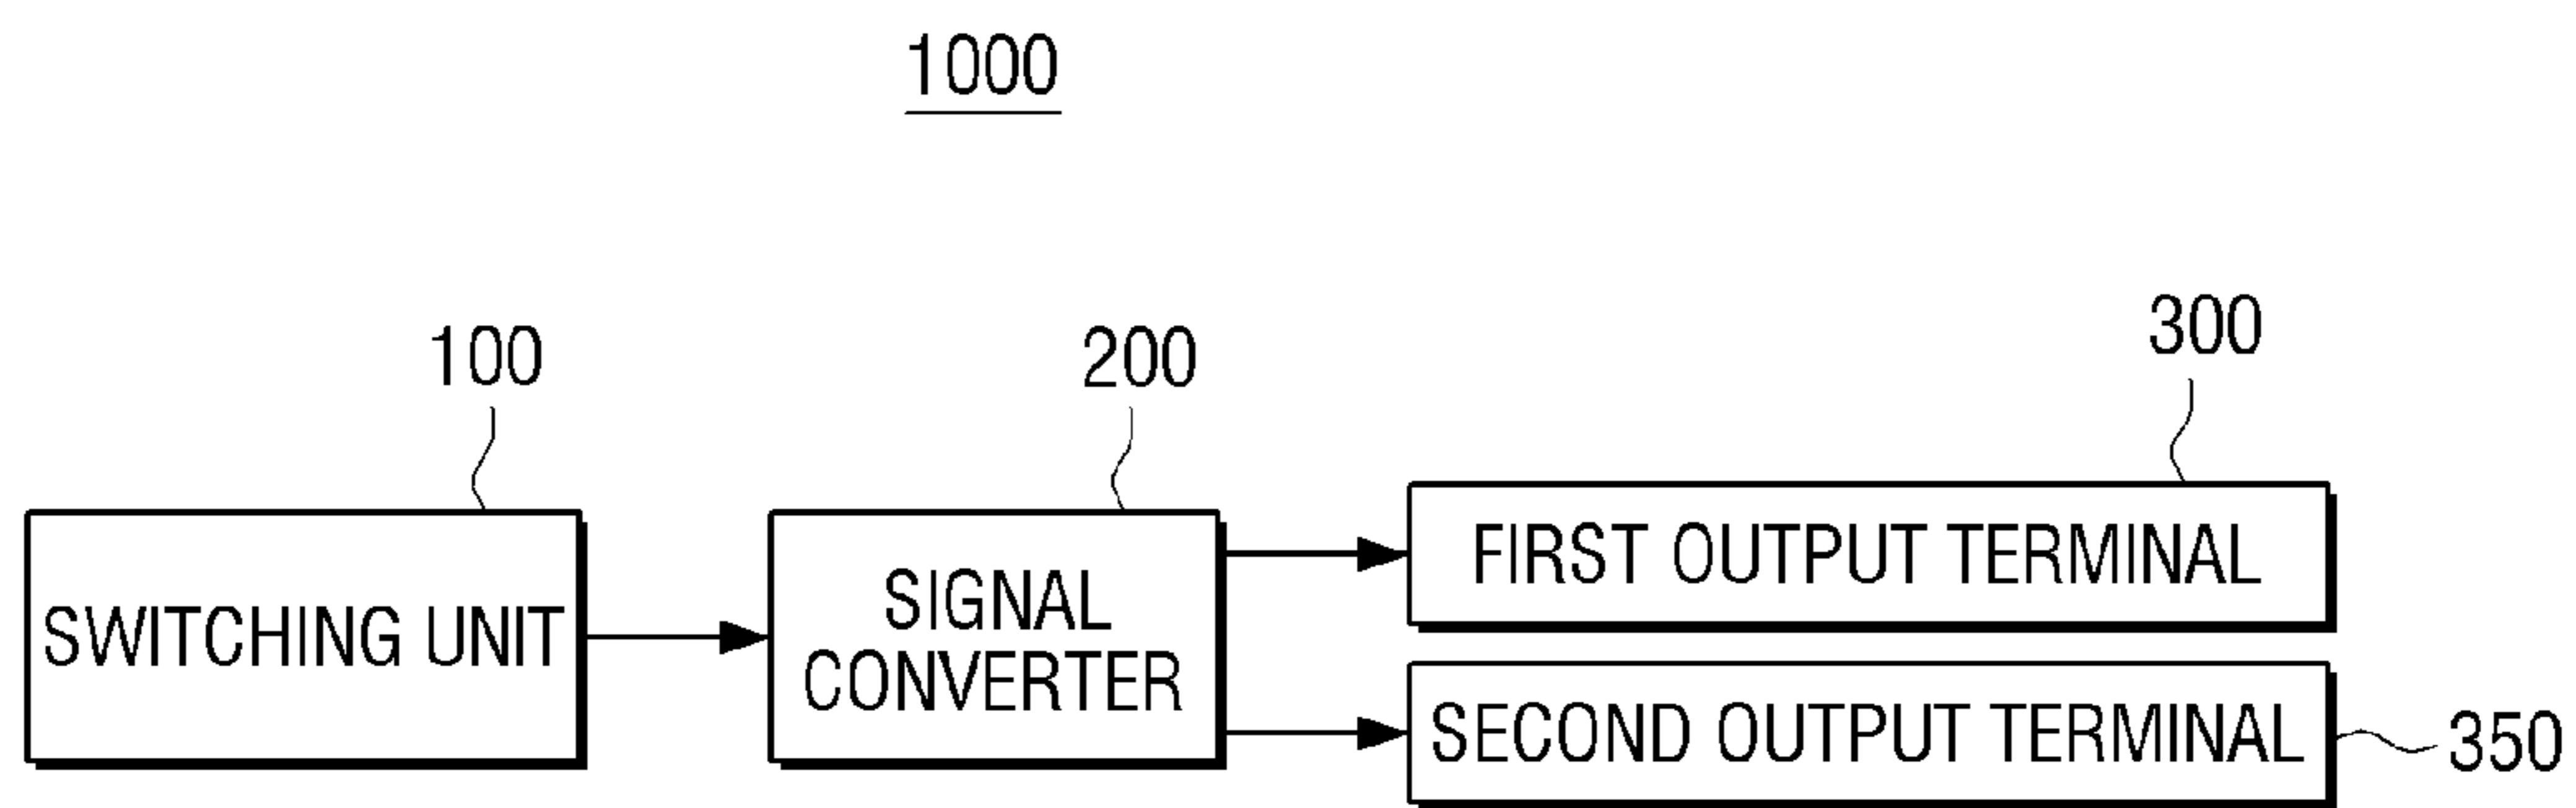 1000
100
200
300
SWITCHING UNIT
SIGNAL
CONVERTER
FIRST OUTPUT TERMINAL
SECOND OUTPUT TERMINAL
350